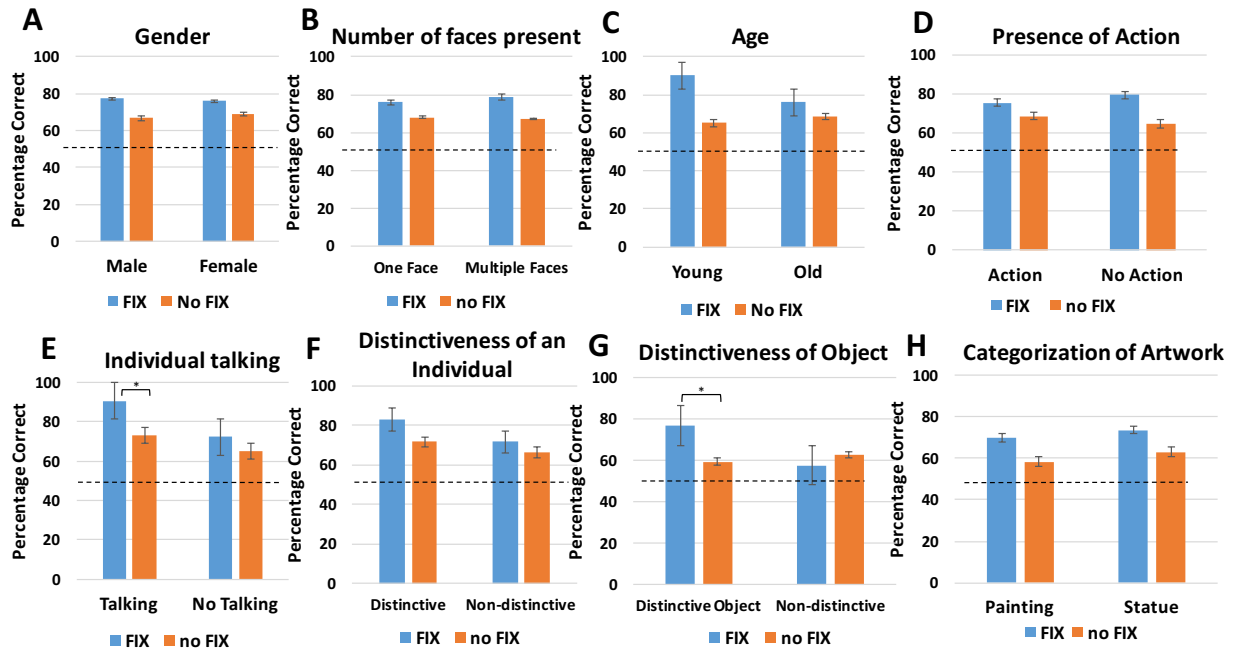 A
Gender
Percentage Correct
100
80
60
40
20
0
Male Female
FIX No FIX
B
Number of faces present
Percentage Correct
100
80
60
40
20
0
One Face Multiple Faces
FIX no FIX
C
Age
Percentage Correct
100
80
60
40
20
0
Young Old
FIX No FIX
D
Presence of Action
Percentage Correct
100
80
60
40
20
0
Action No Action
FIX no FIX
E
Individual talking
Percentage Correct
100
80
60
40
20
0
*
Talking No Talking
FIX no FIX
F
Distinctiveness of an
Individual
Percentage Correct
100
80
60
40
20
0
Distinctive Non-distinctive
FIX no FIX
G
Distinctiveness of Object
Percentage Correct
100
80
60
40
20
0
*
Distinctive Object Non-distinctive
FIX no FIX
H
Categorization of Artwork
Percentage Correct
100
80
60
40
20
0
Painting Statue
FIX no FIX